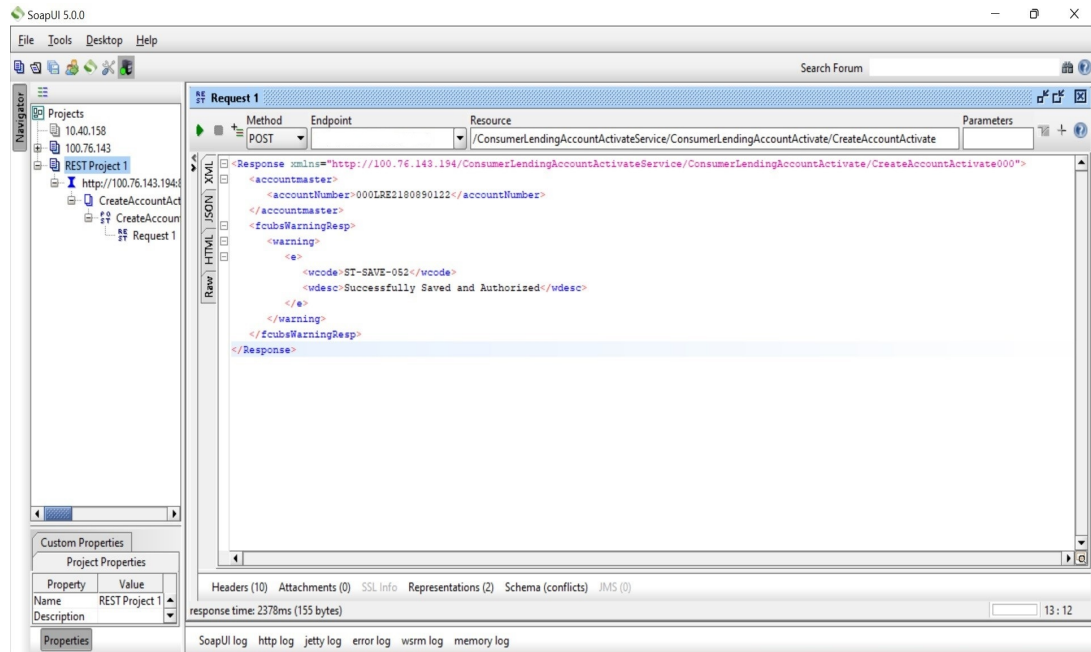 SoapUI 5.0.0
File Tools Desktop Help
Search Forum
Navigator
Projects
10.40.158
100.76.143
REST Project 1
http://100.76.143.194:8
CreateAccountAct
CreateAccoun
Request 1
Custom Properties
Project Properties
Property Value
Name REST Project 1
Description
Properties
Request 1
Method Endpoint Resource Parameters
POST /ConsumerLendingAccountActivateService/ConsumerLendingAccountActivate/CreateAccountActivate
XML
JSON
HTML
Raw
<Response xmlns="http://100.76.143.194/ConsumerLendingAccountActivateService/ConsumerLendingAccountActivate/CreateAccountActivate000">
<accountmaster>
<accountNumber>000LRE2180890122</accountNumber>
</accountmaster>
<fcubsWarningResp>
<warning>
<e>
<wcode>ST-SAVE-052</wcode>
<wdesc>Successfully Saved and Authorized</wdesc>
</e>
</warning>
</fcubsWarningResp>
</Response>
Headers (10) Attachments (0) SSL Info Representations (2) Schema (conflicts) JMS (0)
response time: 2378ms (155 bytes) 13 : 12
SoapUI log http log jetty log error log wsrm log memory log